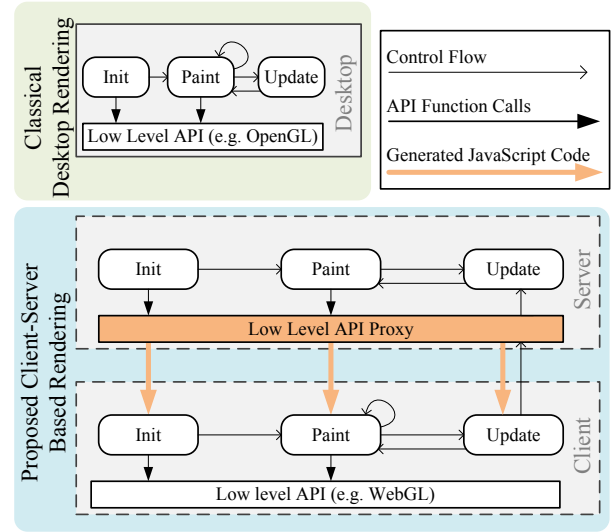 Classical
Desktop Rendering
Init
Paint
Update
Desktop
Low Level API (e.g. OpenGL)
Control Flow
API Function Calls
Generated JavaScript Code
Proposed Client-Server
Based Rendering
Init
Paint
Update
Server
Low Level API Proxy
Init
Paint
Update
Client
Low level API (e.g. WebGL)